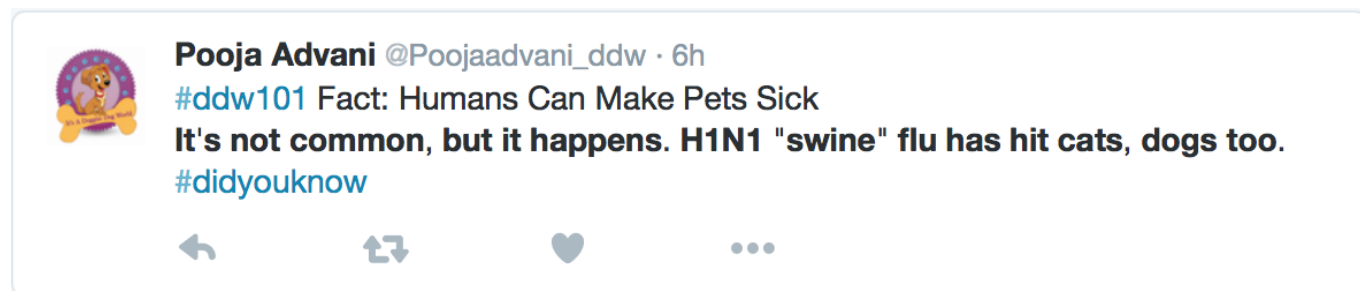 Pooja Advani @Poojaadvani_ddw · 6h
#ddw101 Fact: Humans Can Make Pets Sick
It's not common, but it happens. H1N1 "swine" flu has hit cats, dogs too.
#didyouknow